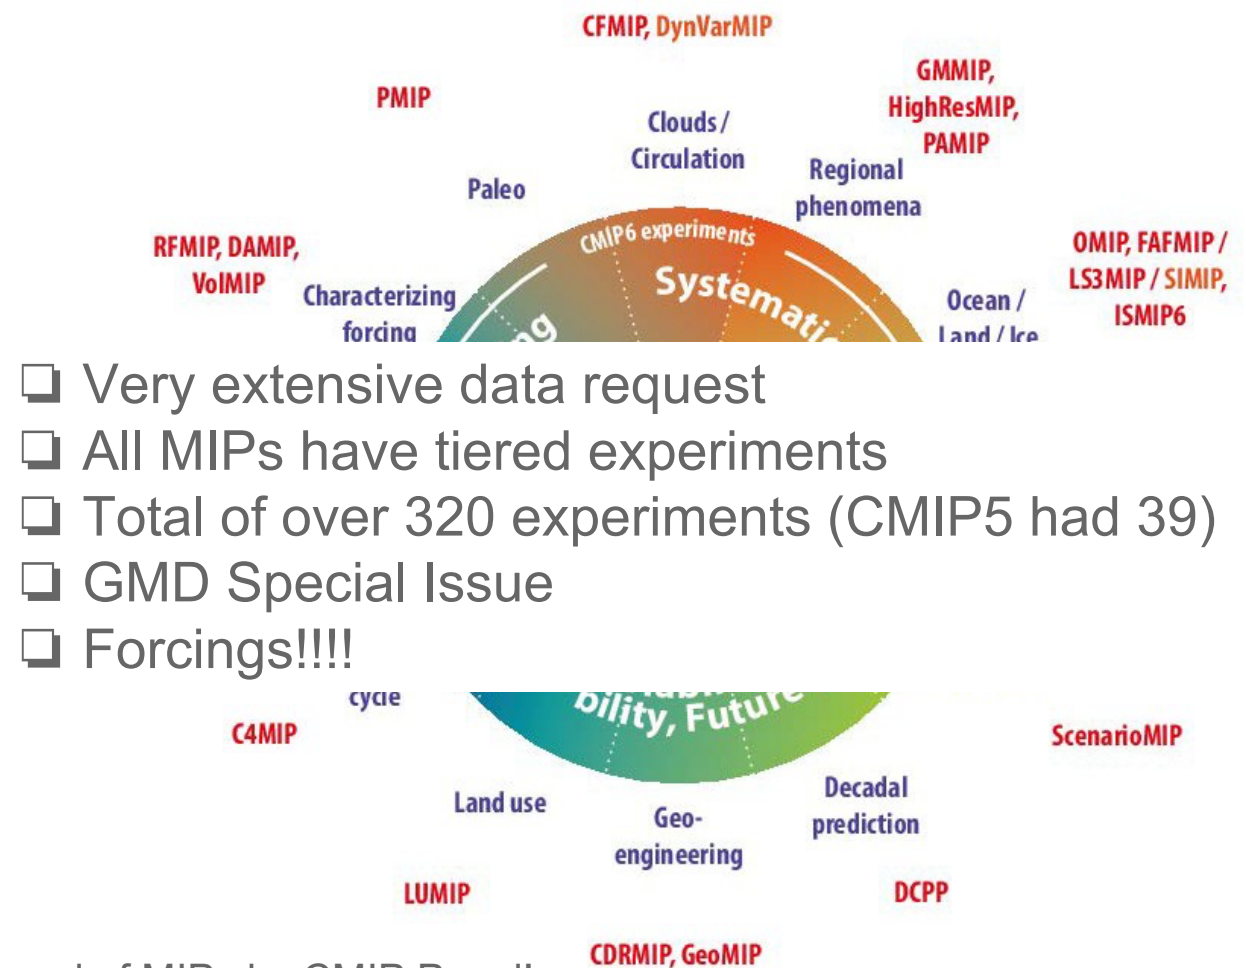 CFMIP, DynVarMIP
GMMIP,
HighResMIP,
PAMIP
PMIP
Clouds /
Circulation
Regional
phenomena
Paleo
CMIP6 experiments
RFMIP, DAMIP,
VolMIP
Characterizing
forcing
Systematic
OMIP, FAFMIP /
LS3MIP / SIMIP,
ISMIP6
Ocean /
Land / Ice
❏ Very extensive data request
❏ All MIPs have tiered experiments
❏ Total of over 320 experiments (CMIP5 had 39)
❏ GMD Special Issue
❏ Forcings!!!!
cycle
bility, Future
C4MIP
ScenarioMIP
Land use
Geo-
engineering
Decadal
prediction
LUMIP
DCPP
CDRMIP, GeoMIP